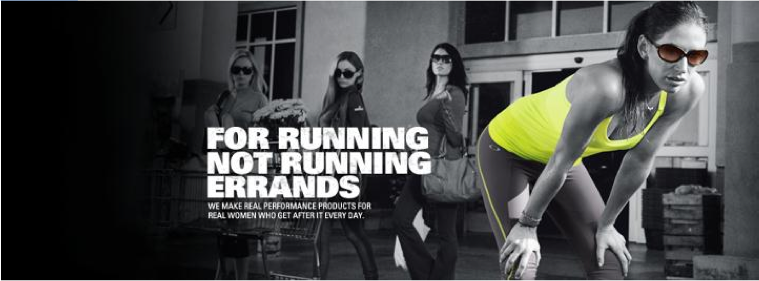 FOR RUNNING
NOT RUNNING
ERRANDS
WE MAKE REAL PERFORMANCE PRODUCTS FOR
REAL WOMEN WHO GET AFTER IT EVERY DAY.